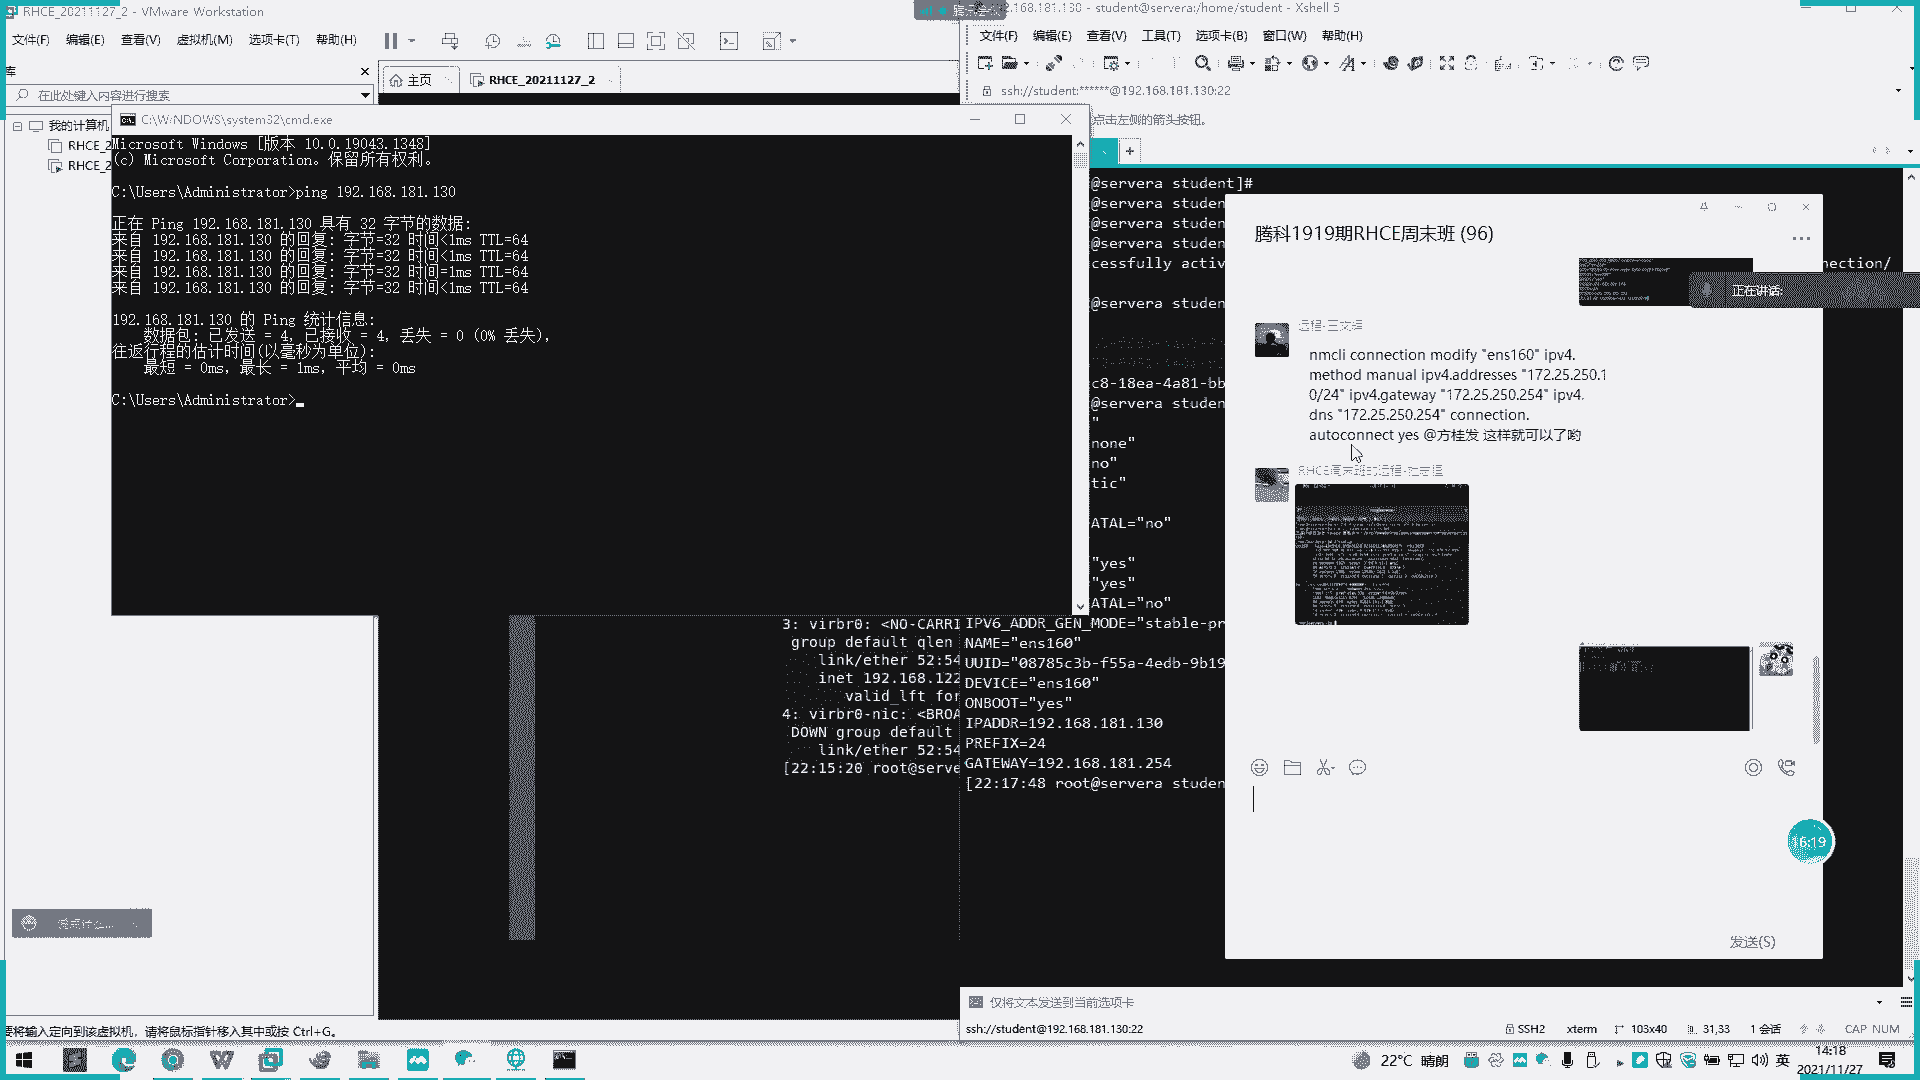 RHCE_20211127_2 - VMware Workstation
文件(F) 编辑(E) 查看(V) 虚拟机(M) 选项卡(T) 帮助(H)
库
在此处键入内容进行搜索
我的计算机
RHCE_2
RHCE_2
主页
RHCE_20211127_2
C:\WINDOWS\system32\cmd.exe
Microsoft Windows [版本 10.0.19043.1348]
(c) Microsoft Corporation。保留所有权利。
C:\Users\Administrator>ping 192.168.181.130
正在 Ping 192.168.181.130 具有 32 字节的数据:
来自 192.168.181.130 的回复: 字节=32 时间<1ms TTL=64
来自 192.168.181.130 的回复: 字节=32 时间<1ms TTL=64
来自 192.168.181.130 的回复: 字节=32 时间=1ms TTL=64
来自 192.168.181.130 的回复: 字节=32 时间<1ms TTL=64
192.168.181.130 的 Ping 统计信息:
数据包: 已发送 = 4, 已接收 = 4, 丢失 = 0 (0% 丢失),
往返行程的估计时间(以毫秒为单位):
最短 = 0ms, 最长 = 1ms, 平均 = 0ms
C:\Users\Administrator>
3: virbr0: <NO-CARRI
group default qlen
link/ether 52:54
inet 192.168.122
valid_lft for
4: virbr0-nic: <BROA
DOWN group default
link/ether 52:54
[22:15:20 root@serve
要将输入定向到该虚拟机，请将鼠标指针移入其中或按 Ctrl+G。
192.168.181.130 - student@servera:/home/student - Xshell 5
文件(F) 编辑(E) 查看(V) 工具(T) 选项卡(B) 窗口(W) 帮助(H)
ssh://student:******@192.168.181.130:22
点击左侧的箭头按钮。
@servera student]#
@servera student
@servera student
@servera student
cessfully activ
nection/
@servera student
c8-18ea-4a81-bb
@servera student
"
none"
no"
tic"
ATAL="no"
"yes"
"yes"
ATAL="no"
IPV6_ADDR_GEN_MODE="stable-pr
NAME="ens160"
UUID="08785c3b-f55a-4edb-9b19
DEVICE="ens160"
ONBOOT="yes"
IPADDR=192.168.181.130
PREFIX=24
GATEWAY=192.168.181.254
[22:17:48 root@servera studen
腾科1919期RHCE周末班 (96)
正在讲话:
nmcli connection modify "ens160" ipv4.
method manual ipv4.addresses "172.25.250.1
0/24" ipv4.gateway "172.25.250.254" ipv4.
dns "172.25.250.254" connection.
autoconnect yes @方桂发 这样就可以了哟
16:19
发送(S)
仅将文本发送到当前选项卡
ssh://student@192.168.181.130:22
SSH2 xterm 103x40 31,33 1 会话 CAP NUM
22°C 晴朗
英
14:18
2021/11/27